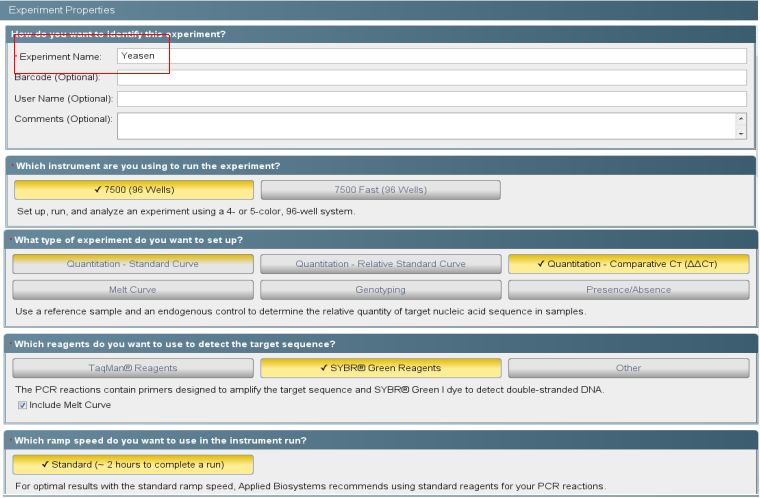 Experiment Properties
How do you want to identify this experiment?
* Experiment Name: Yeasen
Barcode (Optional):
User Name (Optional):
Comments (Optional):
* Which instrument are you using to run the experiment?
✓ 7500 (96 Wells) 7500 Fast (96 Wells)
Set up, run, and analyze an experiment using a 4- or 5-color, 96-well system.
* What type of experiment do you want to set up?
Quantitation - Standard Curve Quantitation - Relative Standard Curve ✓ Quantitation - Comparative CT (ΔΔCT)
Melt Curve Genotyping Presence/Absence
Use a reference sample and an endogenous control to determine the relative quantity of target nucleic acid sequence in samples.
* Which reagents do you want to use to detect the target sequence?
TaqMan® Reagents ✓ SYBR® Green Reagents Other
The PCR reactions contain primers designed to amplify the target sequence and SYBR® Green I dye to detect double-stranded DNA.
Include Melt Curve
* Which ramp speed do you want to use in the instrument run?
✓ Standard (~ 2 hours to complete a run)
For optimal results with the standard ramp speed, Applied Biosystems recommends using standard reagents for your PCR reactions.